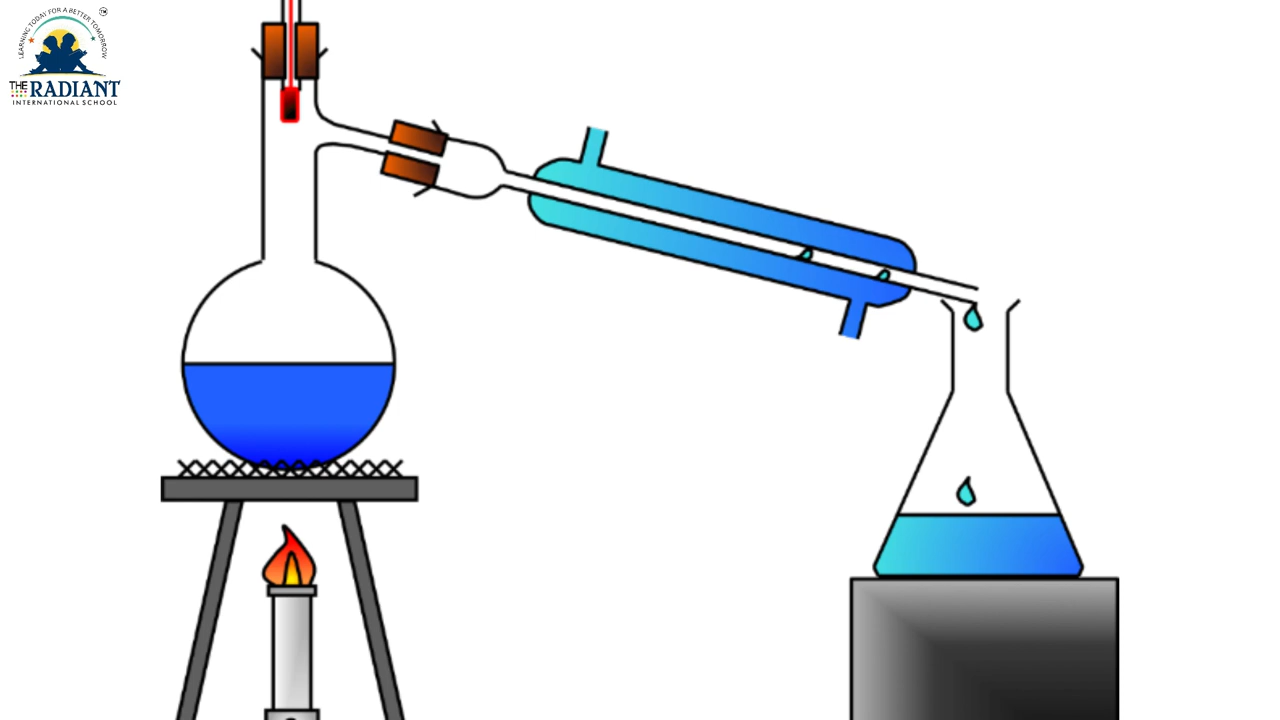 LEARNING TODAY FOR A BETTER TOMORROW
TM
THE RADIANT
INTERNATIONAL SCHOOL